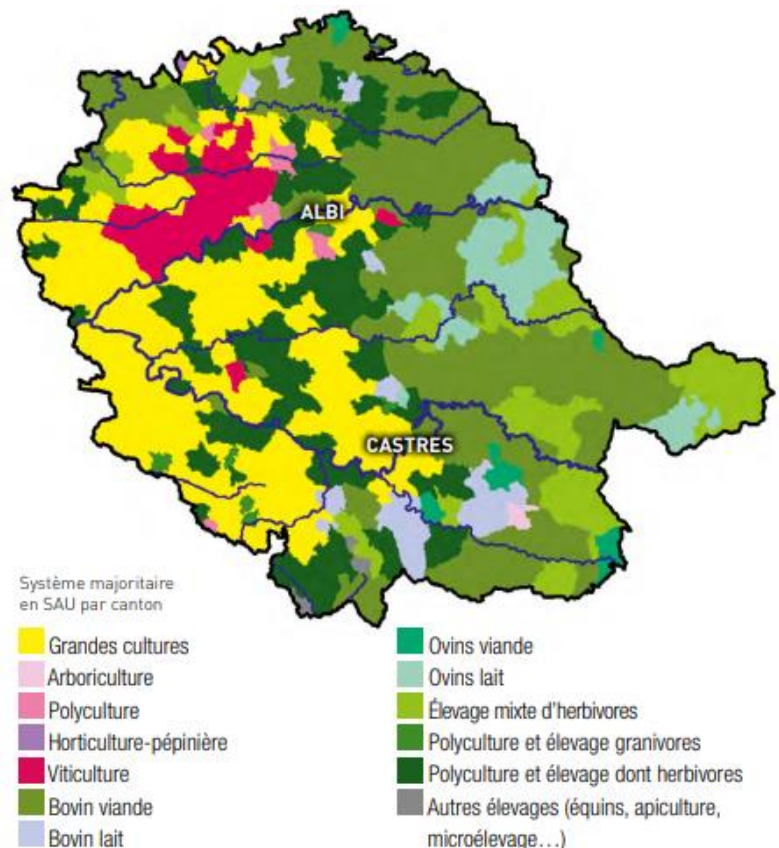 ALBI
CASTRES
Système majoritaire
en SAU par canton
Grandes cultures
Arboriculture
Polyculture
Horticulture-pépinière
Viticulture
Bovin viande
Bovin lait
Ovins viande
Ovins lait
Élevage mixte d'herbivores
Polyculture et élevage granivores
Polyculture et élevage dont herbivores
Autres élevages (équins, apiculture,
microélevage…)